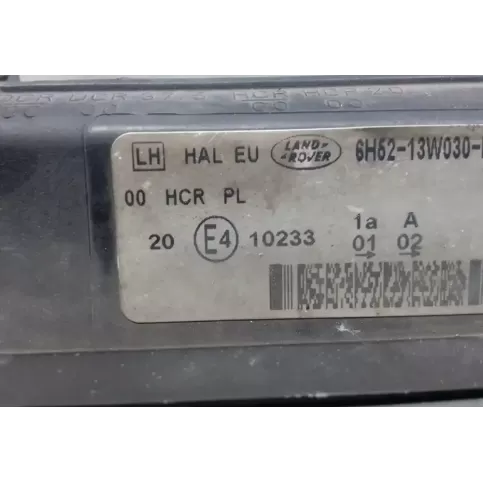 LH HAL EU LAND-ROVER 6H52-13W030-
00 HCR PL
1a A
20 E4 10233 01 02